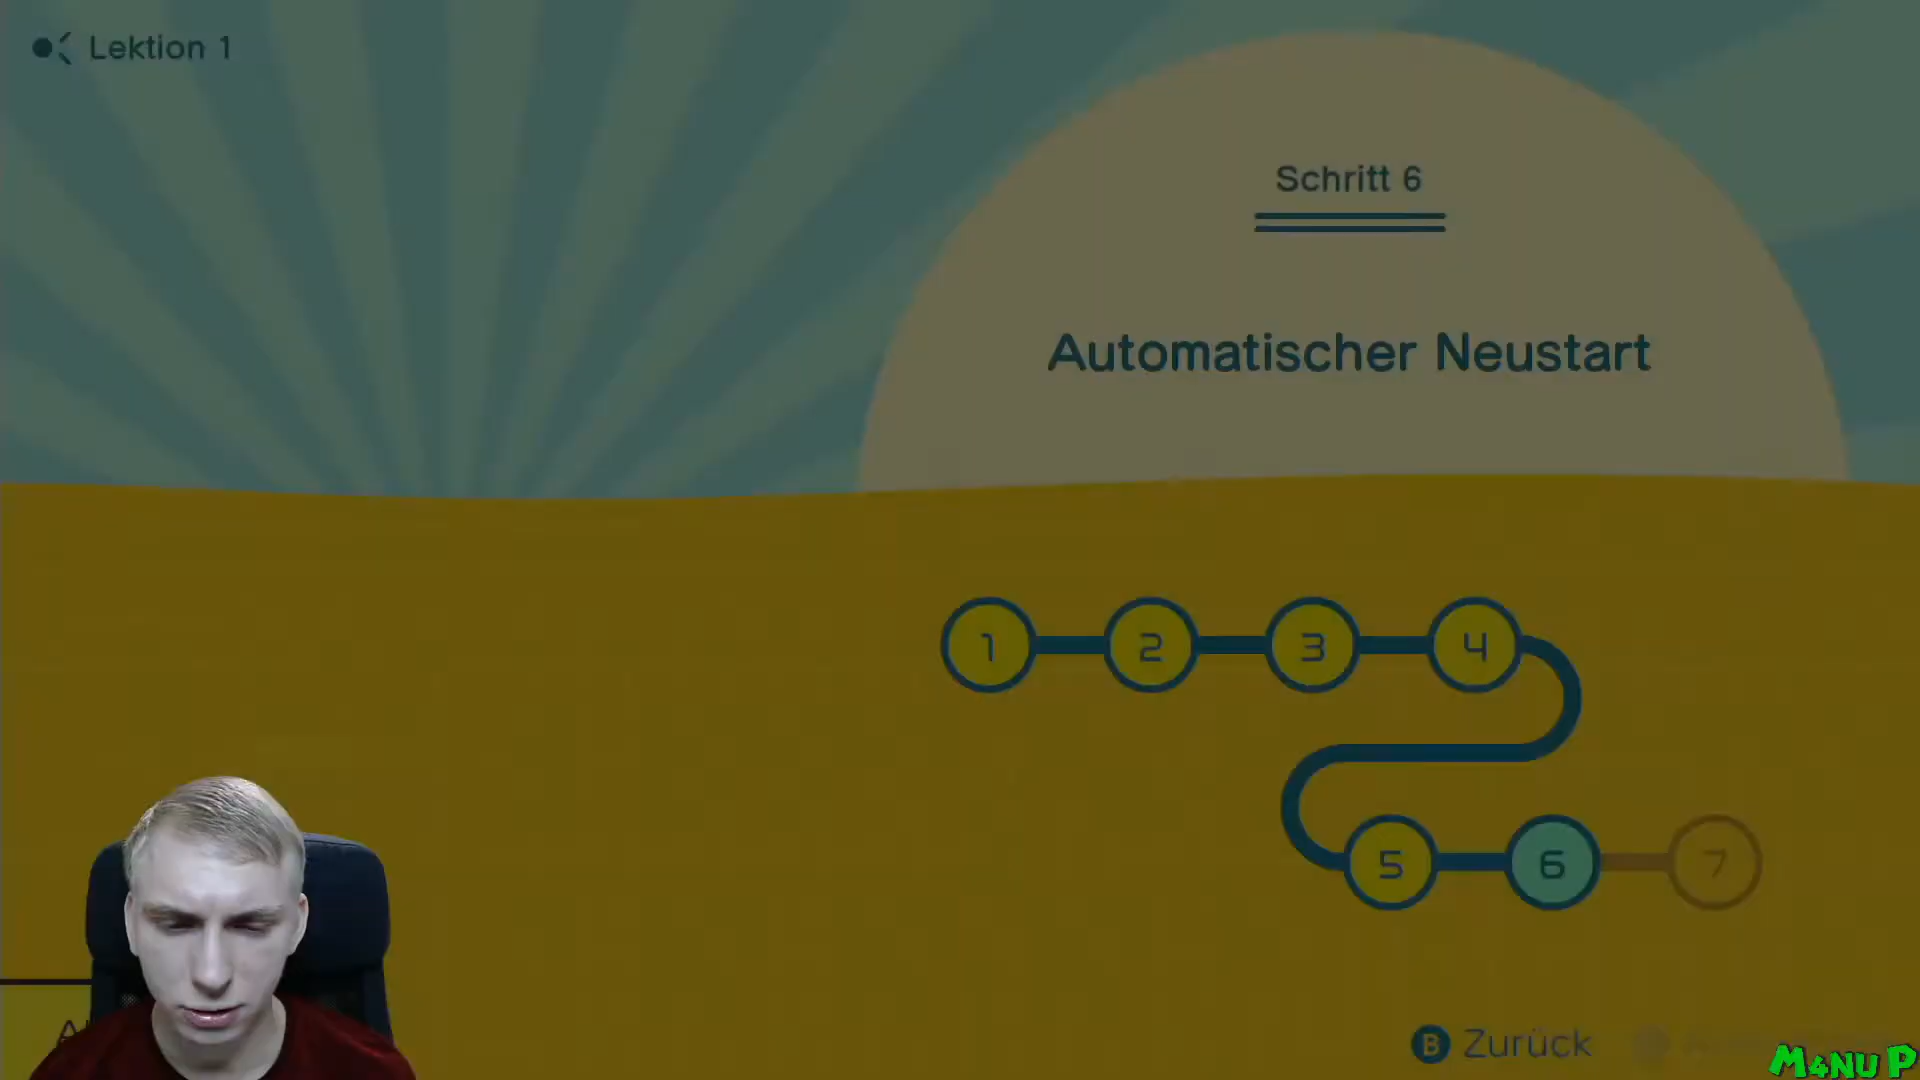 Lektion 1
Schritt 6
Automatischer Neustart
1 2 3 4
5 6 7
B Zurück
M4NU P